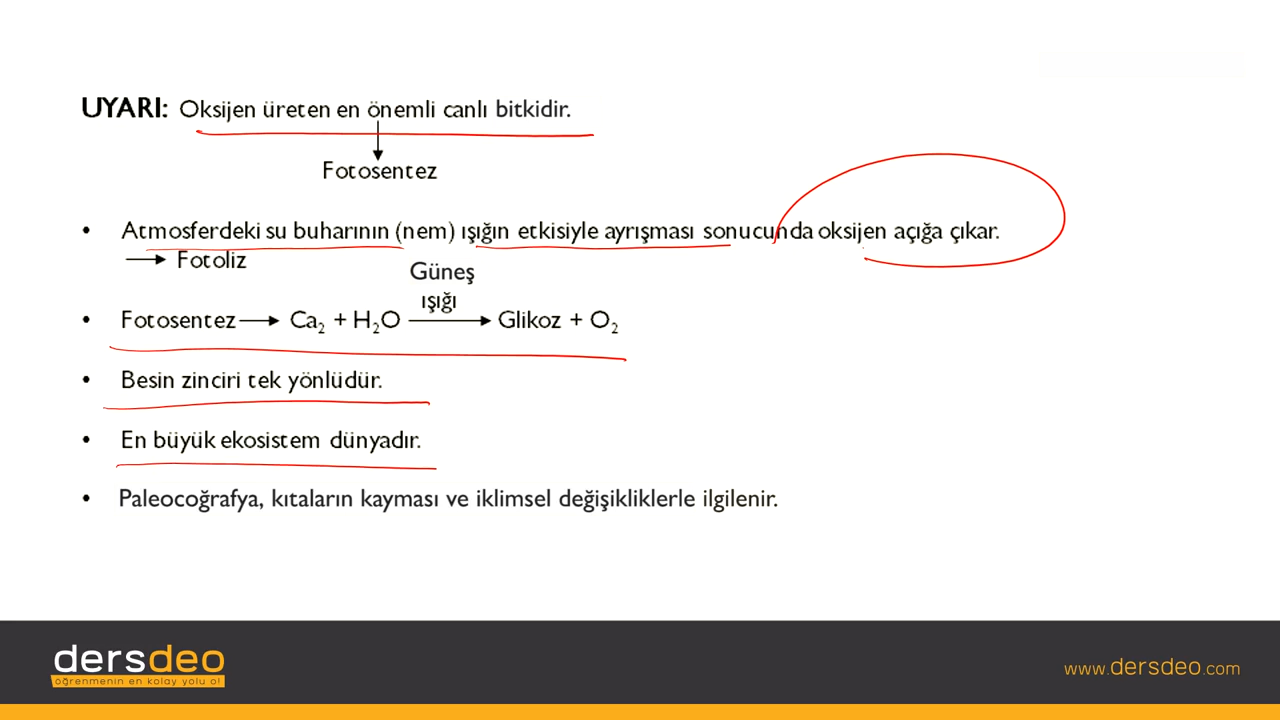 UYARI: Oksijen üreten en önemli canlı bitkidir.
Fotosentez
• Atmosferdeki su buharının (nem) ışığın etkisiyle ayrışması sonucunda oksijen açığa çıkar.
→ Fotoliz
Güneş
ışığı
• Fotosentez → Ca₂ + H₂O → Glikoz + O₂
• Besin zinciri tek yönlüdür.
• En büyük ekosistem dünyadır.
• Paleocoğrafya, kıtaların kayması ve iklimsel değişikliklerle ilgilenir.
dersdeo
öğrenmenin en kolay yolu o!
www.dersdeo.com